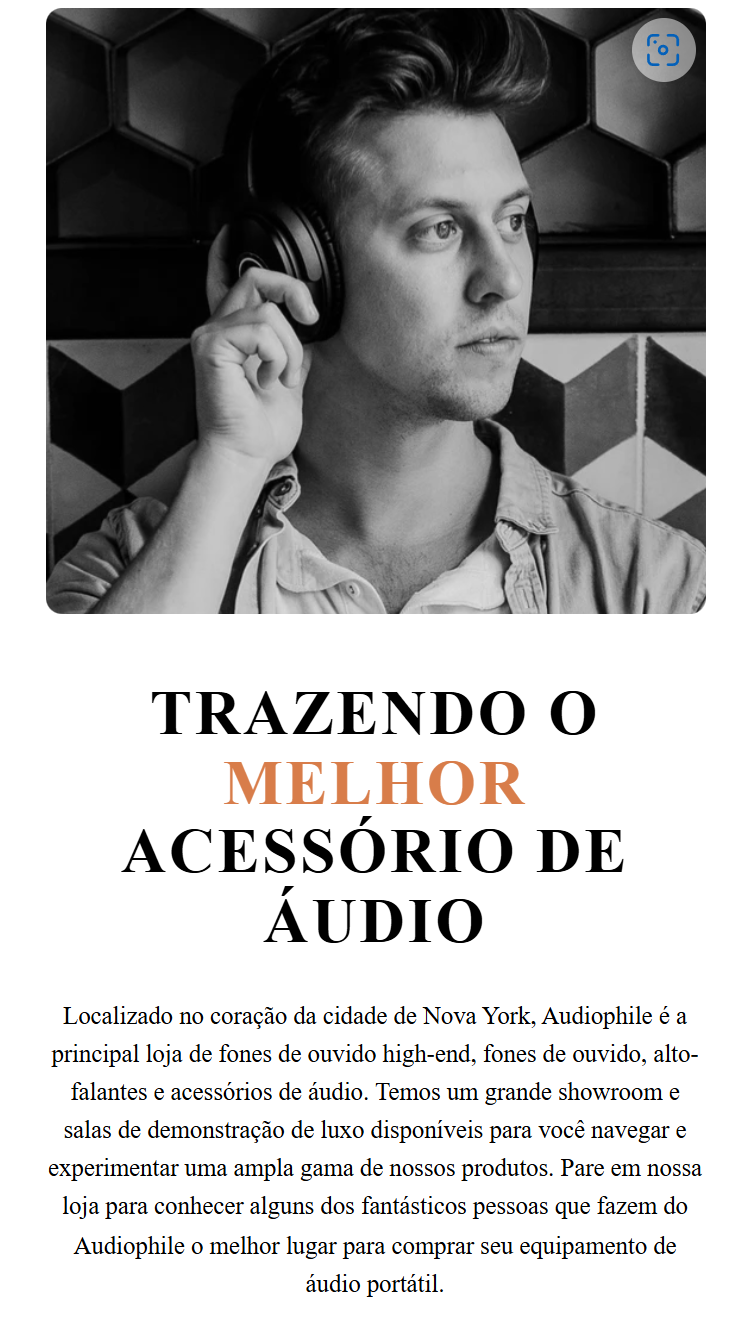 TRAZENDO O
MELHOR
ACESSÓRIO DE
ÁUDIO
Localizado no coração da cidade de Nova York, Audiophile é a
principal loja de fones de ouvido high-end, fones de ouvido, alto-
falantes e acessórios de áudio. Temos um grande showroom e
salas de demonstração de luxo disponíveis para você navegar e
experimentar uma ampla gama de nossos produtos. Pare em nossa
loja para conhecer alguns dos fantásticos pessoas que fazem do
Audiophile o melhor lugar para comprar seu equipamento de
áudio portátil.